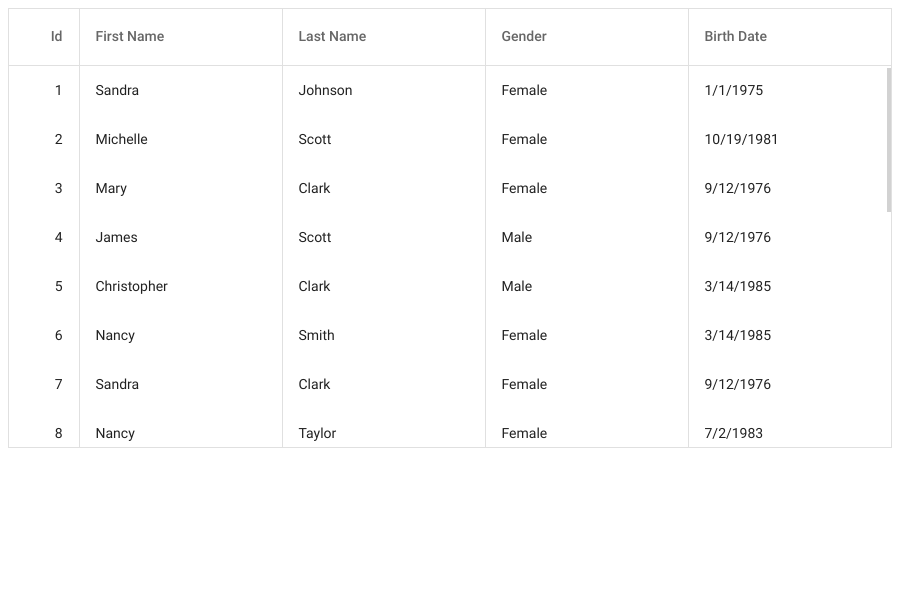 Id First Name Last Name Gender Birth Date
1 Sandra Johnson Female 1/1/1975
2 Michelle Scott Female 10/19/1981
3 Mary Clark Female 9/12/1976
4 James Scott Male 9/12/1976
5 Christopher Clark Male 3/14/1985
6 Nancy Smith Female 3/14/1985
7 Sandra Clark Female 9/12/1976
8 Nancy Taylor Female 7/2/1983